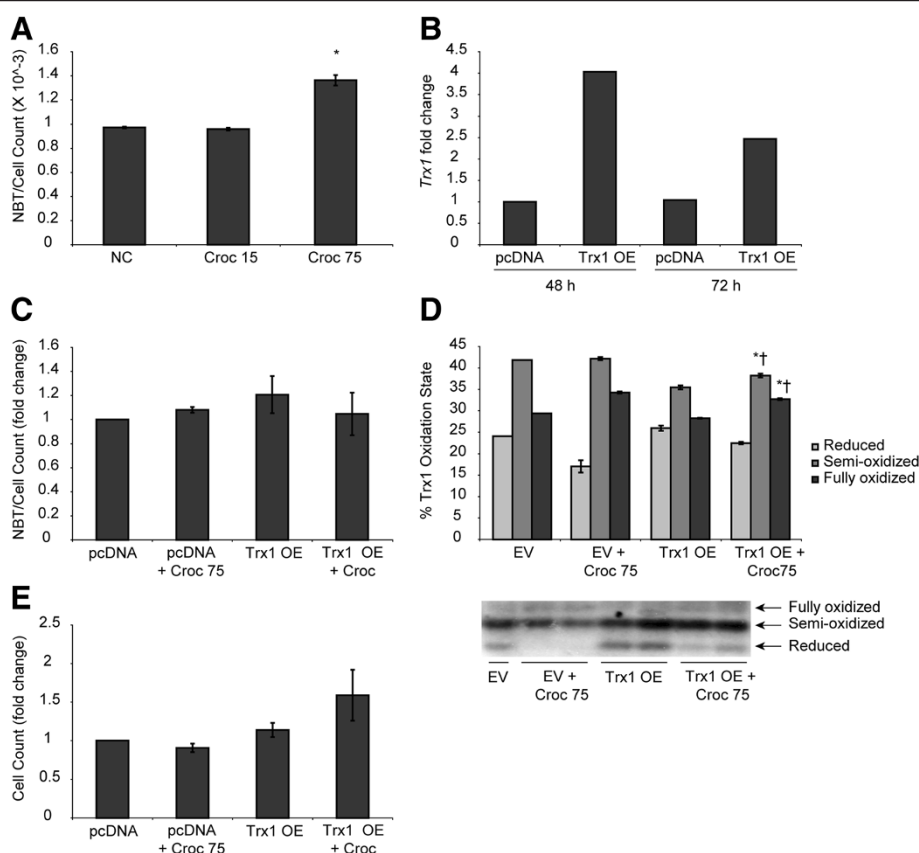 A
NBT/Cell Count (X 10^-3)
1.6
1.4
1.2
1
0.8
0.6
0.4
0.2
0
*
NC Croc 15 Croc 75
B
Trx1 fold change
4.5
4
3.5
3
2.5
2
1.5
1
0.5
0
pcDNA Trx1 OE pcDNA Trx1 OE
48 h 72 h
C
NBT/Cell Count (fold change)
1.6
1.4
1.2
1
0.8
0.6
0.4
0.2
0
pcDNA pcDNA Trx1 OE Trx1 OE
+ Croc 75 + Croc
D
% Trx1 Oxidation State
45
40
35
30
25
20
15
10
5
0
*†
*†
Reduced
Semi-oxidized
Fully oxidized
EV EV + Trx1 OE Trx1 OE +
Croc 75 Croc75
Fully oxidized
Semi-oxidized
Reduced
EV EV + Trx1 OE Trx1 OE +
Croc 75 Croc 75
E
Cell Count (fold change)
2.5
2
1.5
1
0.5
0
pcDNA pcDNA Trx1 OE Trx1 OE
+ Croc 75 + Croc